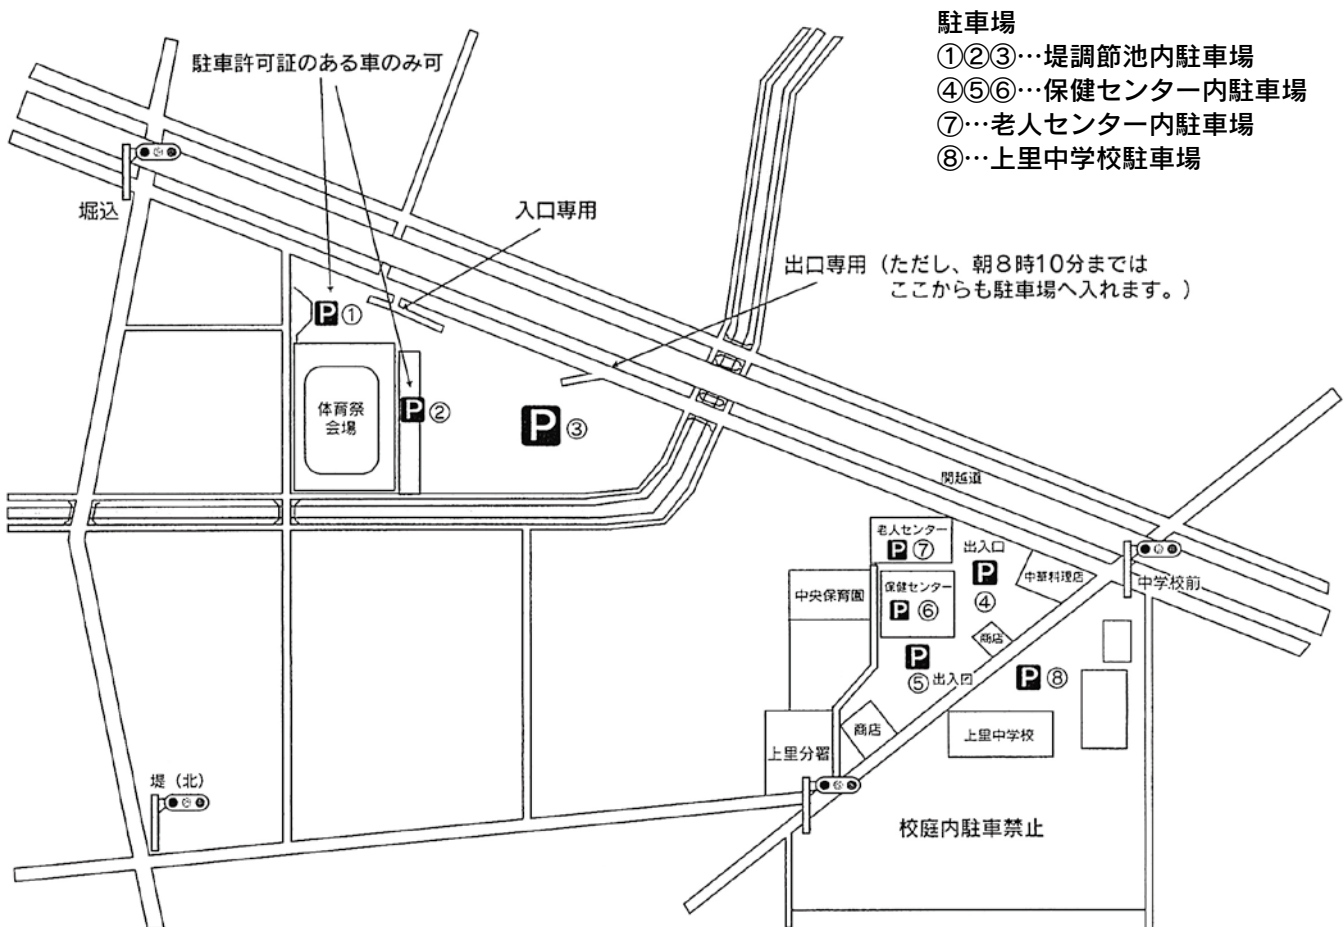 駐車場
①②③…堤調節池内駐車場
④⑤⑥…保健センター内駐車場
⑦…老人センター内駐車場
⑧…上里中学校駐車場
駐車許可証のある車のみ可
堀込
入口専用
出口専用（ただし、朝8時10分までは
ここからも駐車場へ入れます。）
P ①
体育祭
会場
P ②
P ③
関越道
老人センター
P ⑦
出入口
P
④
中華料理店
中学校前
中央保育園
保健センター
P ⑥
商店
P
⑤ 出入口
P ⑧
商店
上里中学校
上里分署
堤（北）
校庭内駐車禁止